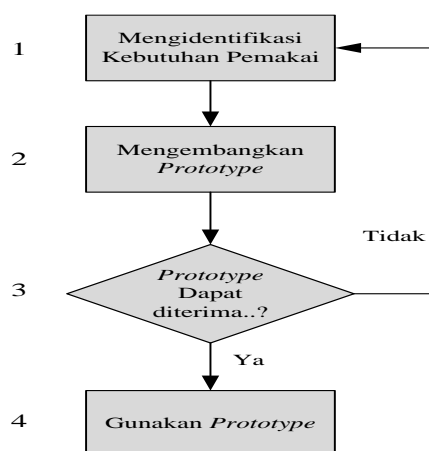 1
Mengidentifikasi
Kebutuhan Pemakai
2
Mengembangkan
Prototype
Tidak
3
Prototype
Dapat
diterima..?
Ya
4
Gunakan Prototype